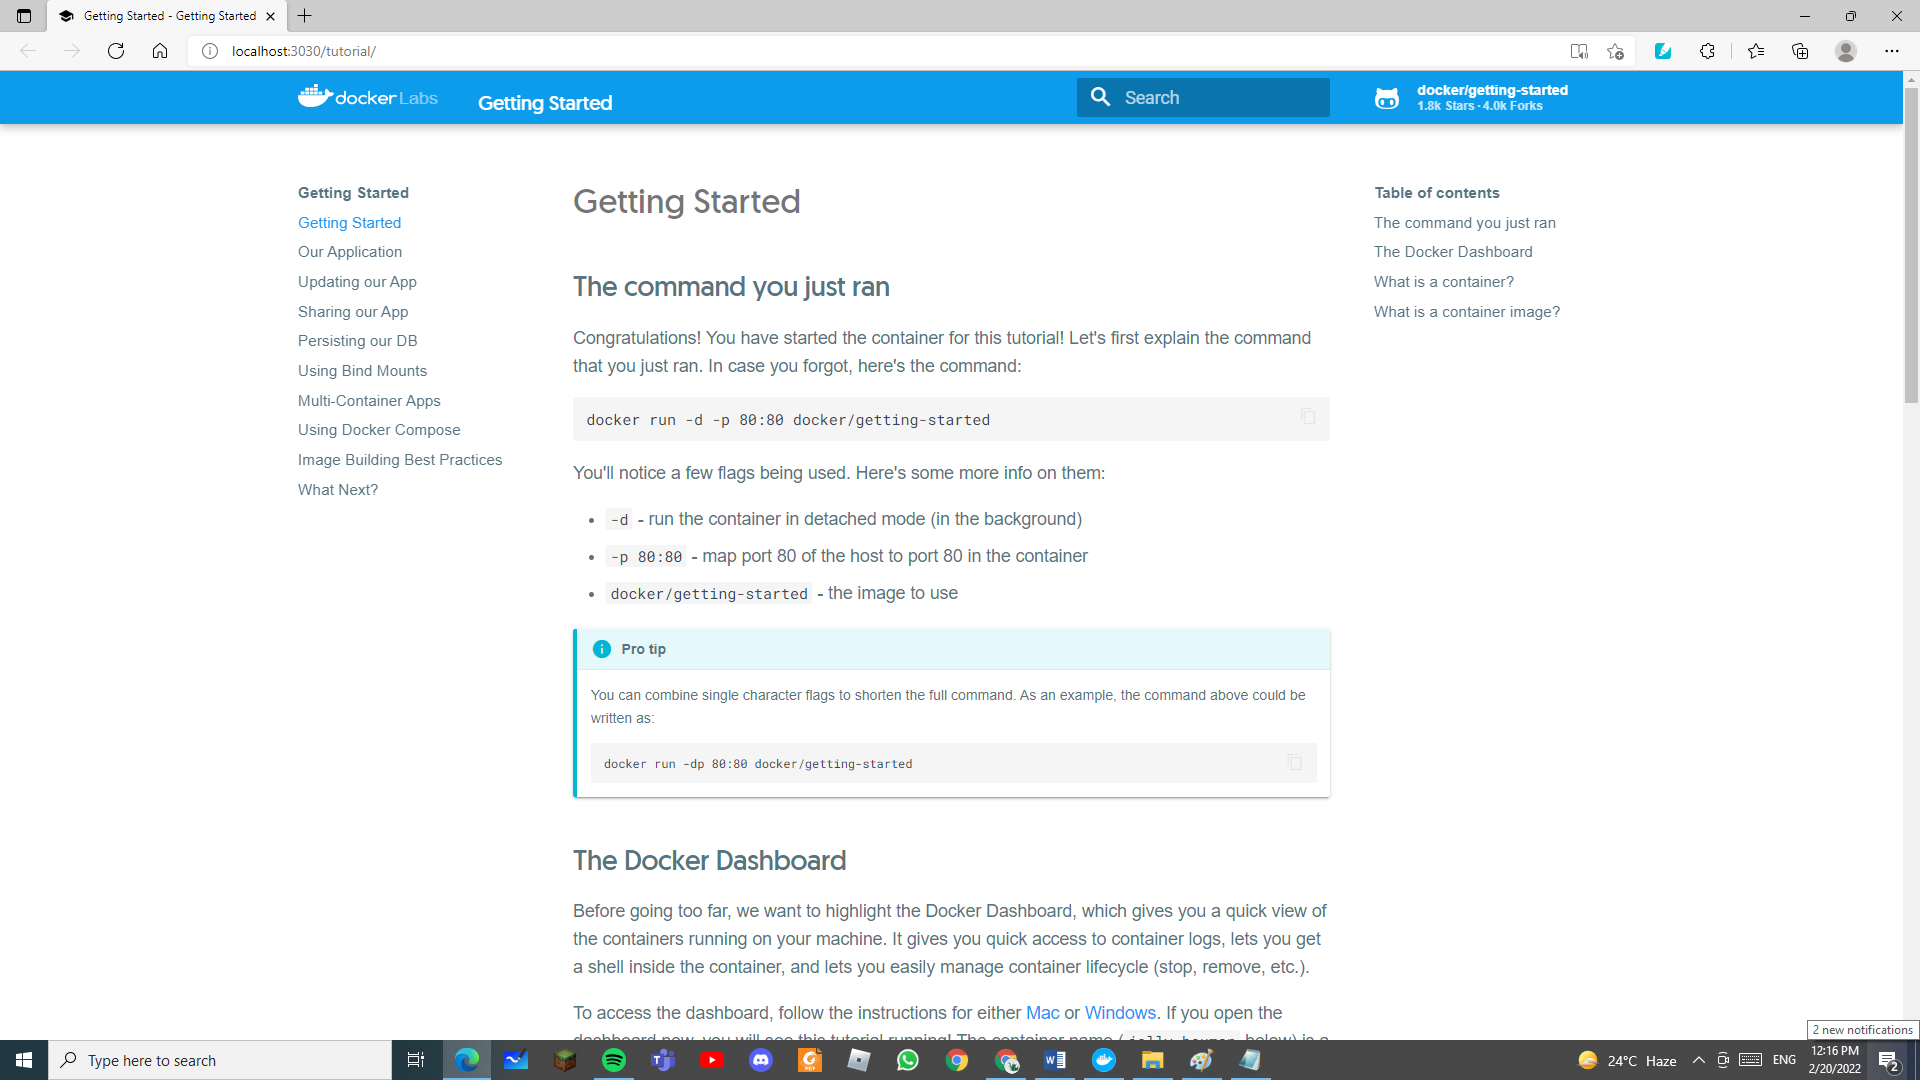 Getting Started - Getting Started
localhost:3030/tutorial/
docker Labs
Getting Started
Search
docker/getting-started
1.8k Stars · 4.0k Forks
Getting Started
Getting Started
Our Application
Updating our App
Sharing our App
Persisting our DB
Using Bind Mounts
Multi-Container Apps
Using Docker Compose
Image Building Best Practices
What Next?
Getting Started
The command you just ran
Congratulations! You have started the container for this tutorial! Let's first explain the command
that you just ran. In case you forgot, here's the command:
docker run -d -p 80:80 docker/getting-started
You'll notice a few flags being used. Here's some more info on them:
-d - run the container in detached mode (in the background)
-p 80:80 - map port 80 of the host to port 80 in the container
docker/getting-started - the image to use
Pro tip
You can combine single character flags to shorten the full command. As an example, the command above could be
written as:
docker run -dp 80:80 docker/getting-started
The Docker Dashboard
Before going too far, we want to highlight the Docker Dashboard, which gives you a quick view of
the containers running on your machine. It gives you quick access to container logs, lets you get
a shell inside the container, and lets you easily manage container lifecycle (stop, remove, etc.).
To access the dashboard, follow the instructions for either Mac or Windows. If you open the
dashboard now, you will see this tutorial running! The container name (
below) is a
Table of contents
The command you just ran
The Docker Dashboard
What is a container?
What is a container image?
2 new notifications
Type here to search
24°C Haze
ENG
12:16 PM
2/20/2022
2